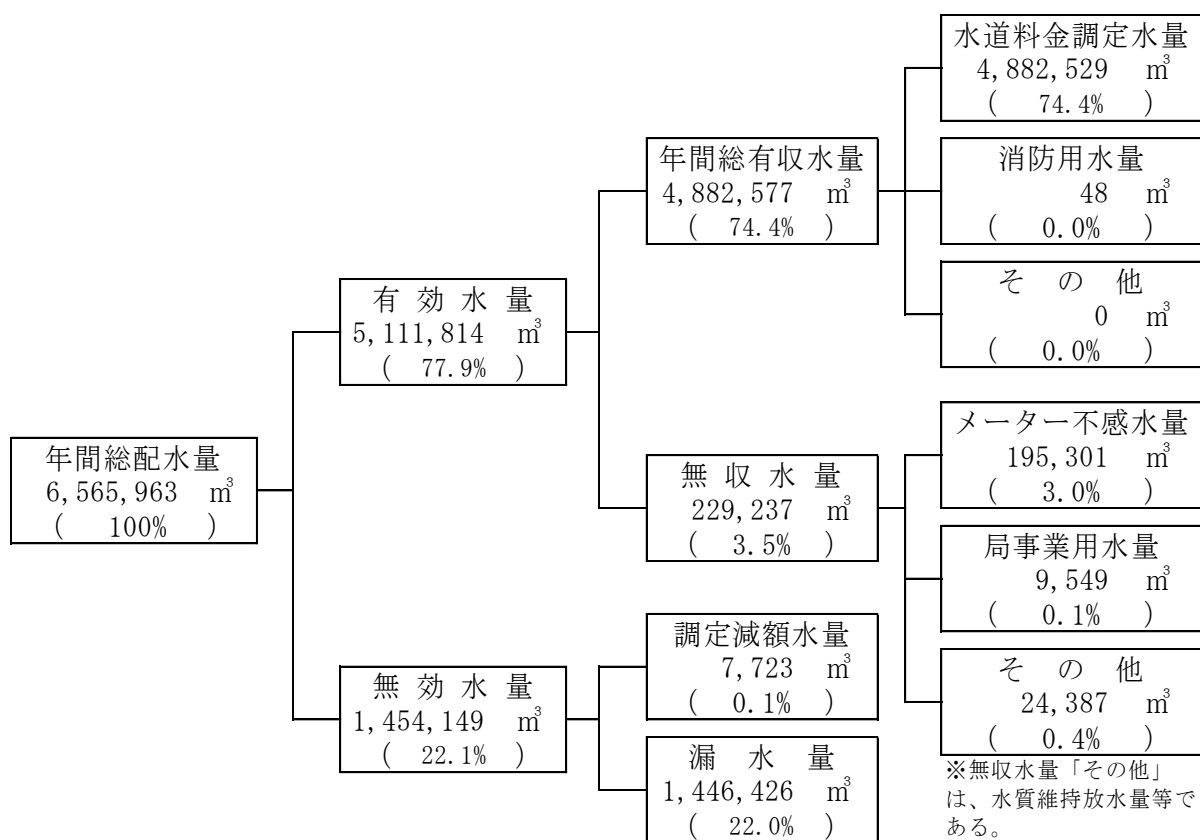 水道料金調定水量
4,882,529 ㎥
( 74.4% )
年間総有収水量
4,882,577 ㎥
( 74.4% )
消防用水量
48 ㎥
( 0.0% )
そ の 他
0 ㎥
( 0.0% )
有 効 水 量
5,111,814 ㎥
( 77.9% )
年間総配水量
6,565,963 ㎥
( 100% )
無 収 水 量
229,237 ㎥
( 3.5% )
メーター不感水量
195,301 ㎥
( 3.0% )
局事業用水量
9,549 ㎥
( 0.1% )
そ の 他
24,387 ㎥
( 0.4% )
※無収水量「その他」
は、水質維持放水量等で
ある。
無 効 水 量
1,454,149 ㎥
( 22.1% )
調定減額水量
7,723 ㎥
( 0.1% )
漏 水 量
1,446,426 ㎥
( 22.0% )